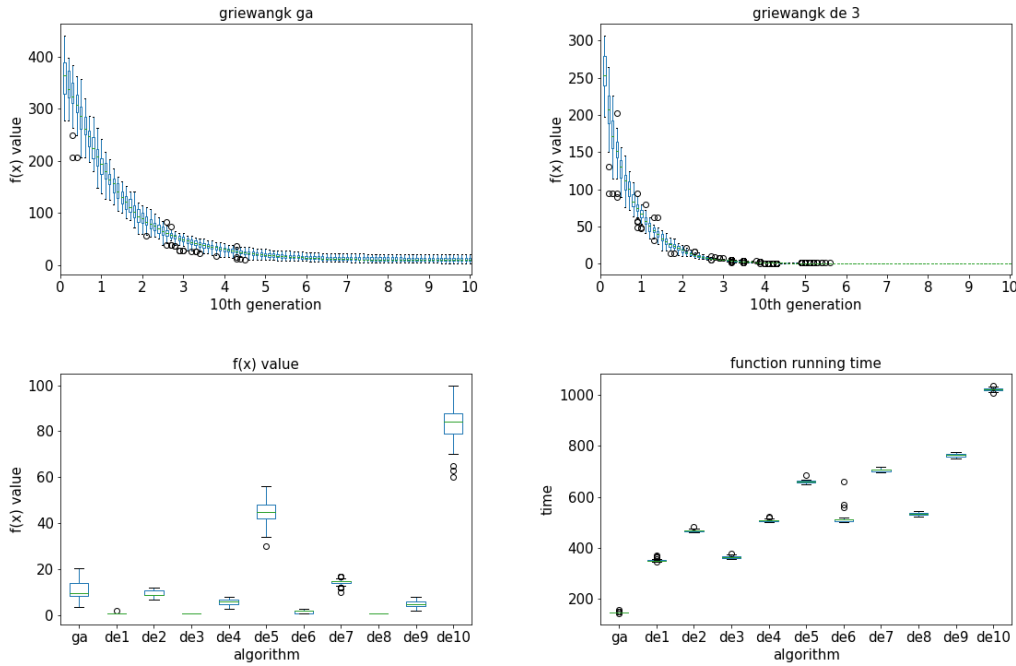 griewangk ga
f(x) value
400
300
200
100
0
0 1 2 3 4 5 6 7 8 9 10
10th generation
griewangk de 3
f(x) value
300
250
200
150
100
50
0
0 1 2 3 4 5 6 7 8 9 10
10th generation
f(x) value
f(x) value
100
80
60
40
20
0
ga de1 de2 de3 de4 de5 de6 de7 de8 de9 de10
algorithm
function running time
time
1000
800
600
400
200
ga de1 de2 de3 de4 de5 de6 de7 de8 de9 de10
algorithm